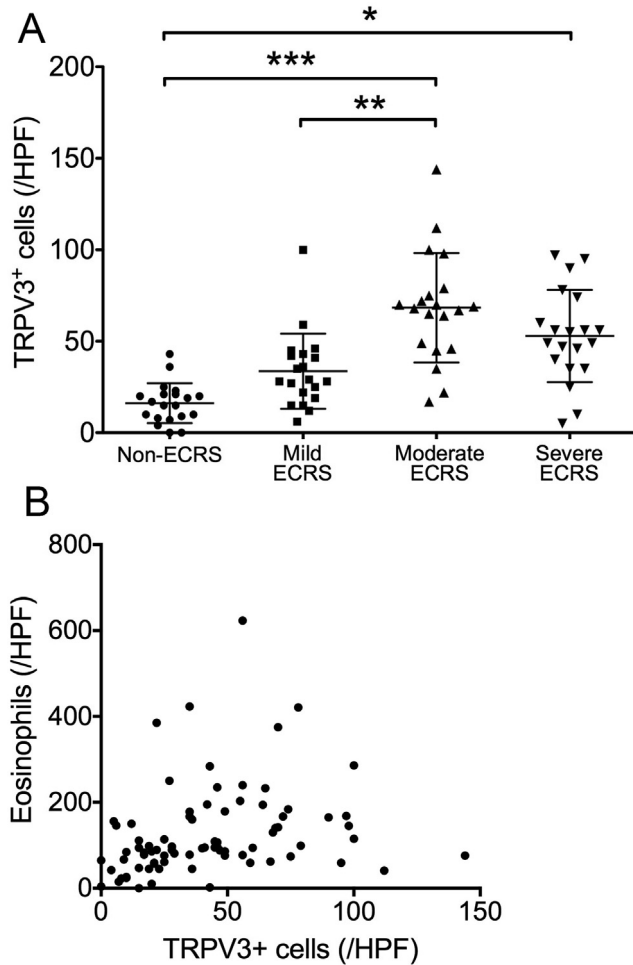 A
*
***
**
TRPV3⁺ cells (/HPF)
200
150
100
50
0
Non-ECRS
Mild
ECRS
Moderate
ECRS
Severe
ECRS
B
Eosinophils (/HPF)
800
600
400
200
0
0 50 100 150
TRPV3+ cells (/HPF)